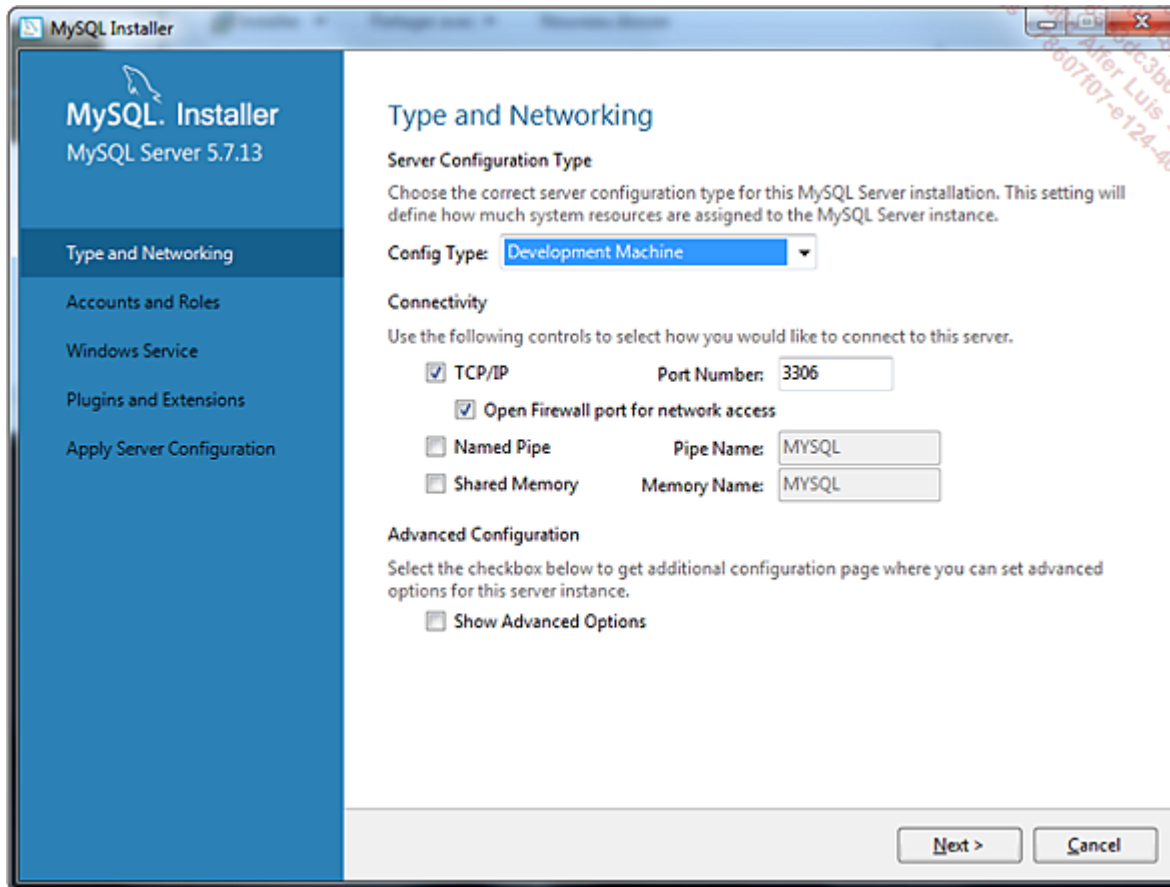 MySQL Installer
MySQL. Installer
MySQL Server 5.7.13
Type and Networking
Accounts and Roles
Windows Service
Plugins and Extensions
Apply Server Configuration
Type and Networking
Server Configuration Type
Choose the correct server configuration type for this MySQL Server installation. This setting will
define how much system resources are assigned to the MySQL Server instance.
Config Type: Development Machine
Connectivity
Use the following controls to select how you would like to connect to this server.
TCP/IP Port Number: 3306
Open Firewall port for network access
Named Pipe Pipe Name: MYSQL
Shared Memory Memory Name: MYSQL
Advanced Configuration
Select the checkbox below to get additional configuration page where you can set advanced
options for this server instance.
Show Advanced Options
Next > Cancel
Alfer Luis